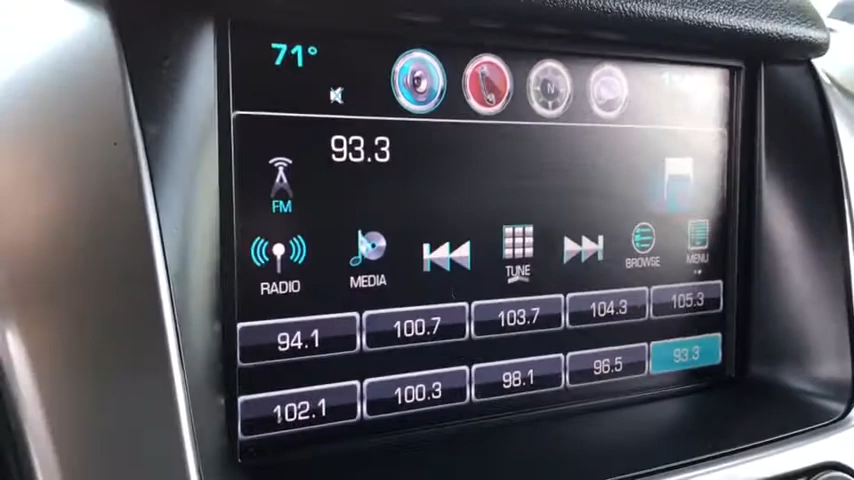 71°
N
93.3
FM
RADIO
MEDIA
TUNE
BROWSE
MENU
94.1 100.7 103.7 104.3 105.3
102.1 100.3 98.1 96.5 93.3